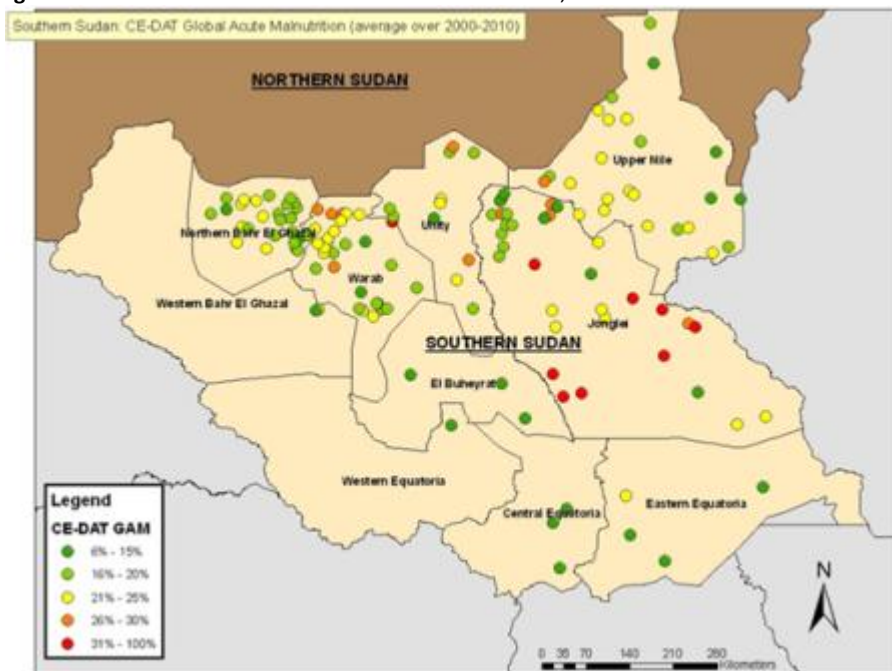 Southern Sudan: CE-DAT Global Acute Malnutrition (average over 2000-2010)
NORTHERN SUDAN
Upper Nile
Northern Bahr El Ghazal
Unity
Warab
Western Bahr El Ghazal
Jonglei
SOUTHERN SUDAN
El Buheyrat
Western Equatoria
Central Equatoria
Eastern Equatoria
Legend
CE-DAT GAM
6% - 15%
16% - 20%
21% - 25%
26% - 30%
31% - 100%
N
0 35 70 140 210 280
Kilometers